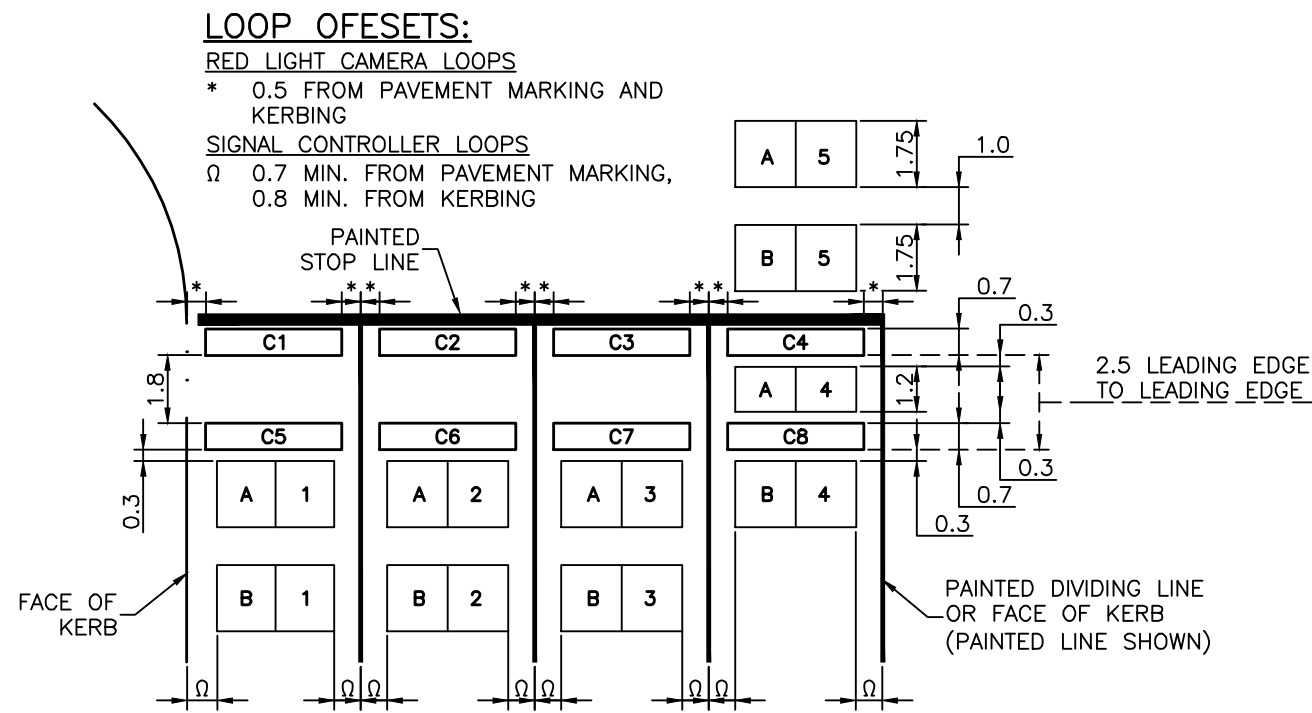 LOOP OFESETS:
RED LIGHT CAMERA LOOPS
* 0.5 FROM PAVEMENT MARKING AND
KERBING
SIGNAL CONTROLLER LOOPS
Ω 0.7 MIN. FROM PAVEMENT MARKING,
0.8 MIN. FROM KERBING
A 5 1.75 1.0
B 5 1.75
PAINTED
STOP LINE
* * * * * * * *
0.7
0.3
C1 C2 C3 C4
1.8
A 4 1.2
2.5 LEADING EDGE
TO LEADING EDGE
C5 C6 C7 C8
0.3
0.7
0.3
0.3
A 1 A 2 A 3 B 4
B 1 B 2 B 3
FACE OF
KERB
PAINTED DIVIDING LINE
OR FACE OF KERB
(PAINTED LINE SHOWN)
Ω Ω Ω Ω Ω Ω Ω Ω